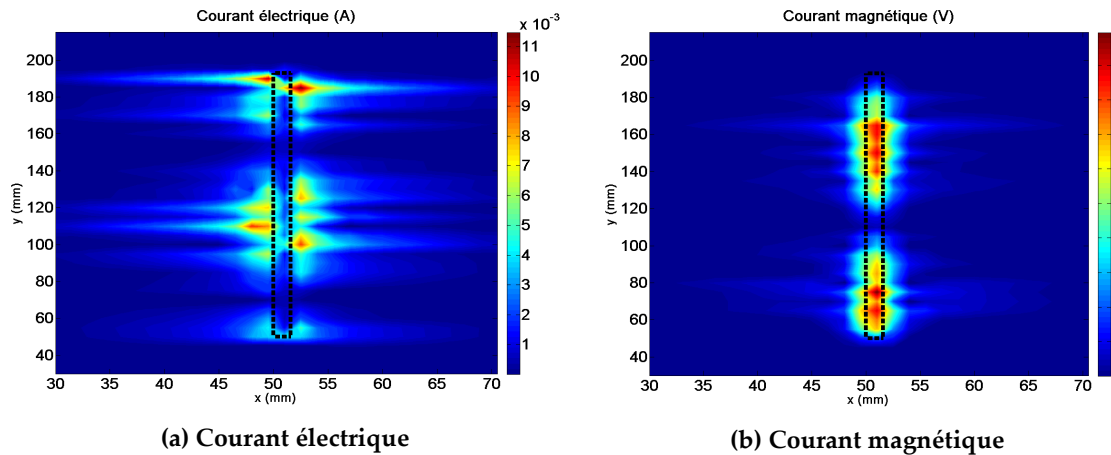 Courant électrique (A)
x 10⁻³
200
180
160
140
120
100
80
60
40
y (mm)
30 35 40 45 50 55 60 65 70
x (mm)
11
10
9
8
7
6
5
4
3
2
1
(a) Courant électrique
Courant magnétique (V)
200
180
160
140
120
100
80
60
40
y (mm)
30 35 40 45 50 55 60 65 70
x (mm)
(b) Courant magnétique